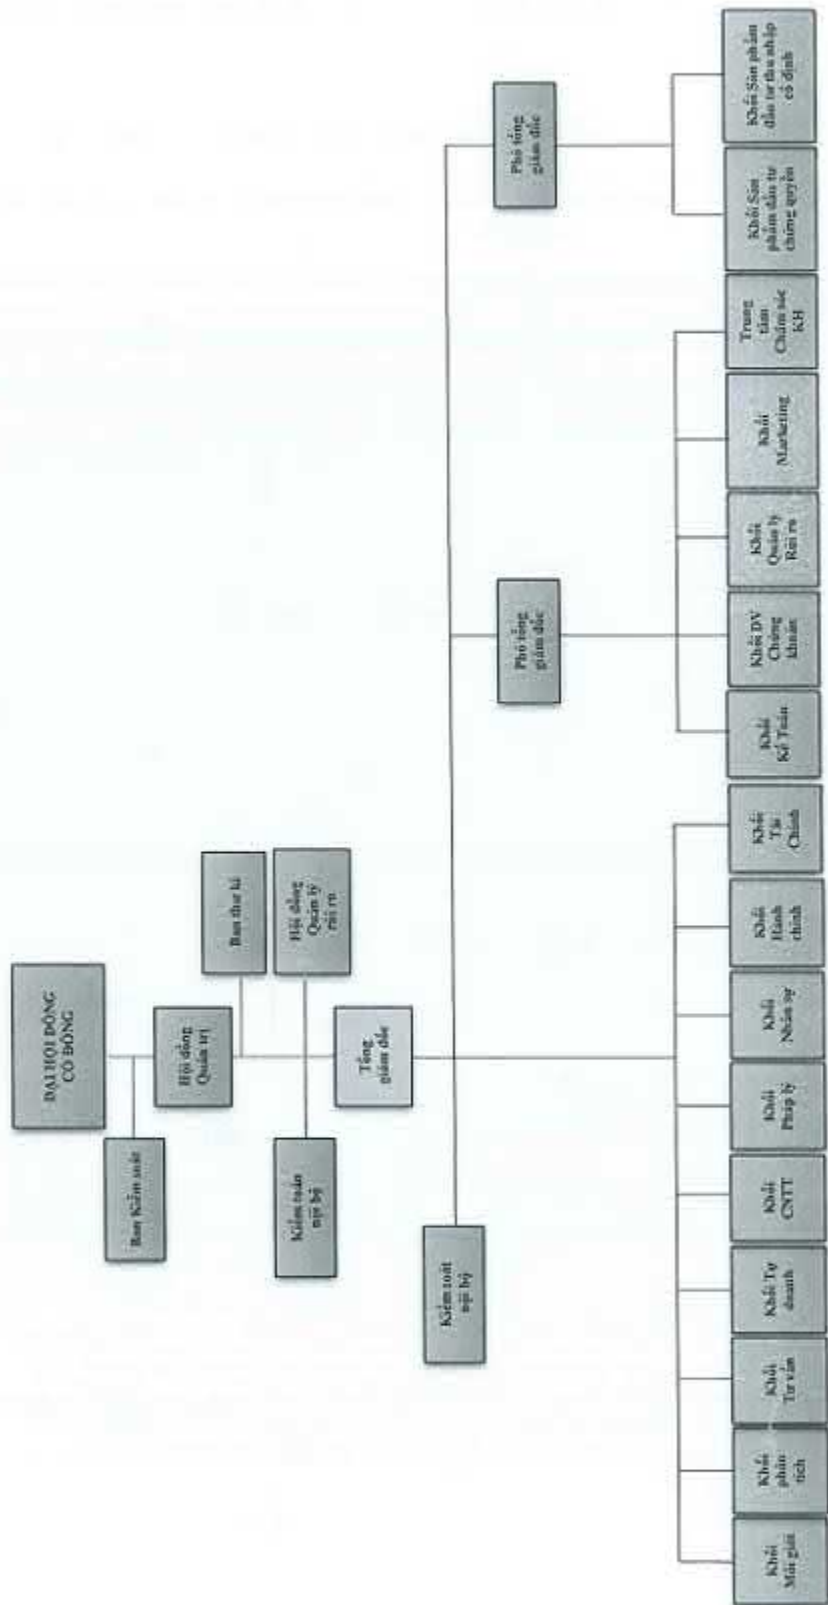 ĐẠI HỘI ĐỒNG
CỔ ĐÔNG
Ban Kiểm soát
Hội đồng
Quản trị
Ban thư kí
Kiểm toán
nội bộ
Hội đồng
Quản lý
rủi ro
Tổng
giám đốc
Kiểm soát
nội bộ
Phó tổng
giám đốc
Phó tổng
giám đốc
Khối
Môi giới
Khối
phân
tích
Khối
Tư vấn
Khối Tự
doanh
Khối
CNTT
Khối
Pháp lý
Khối
Nhân sự
Khối
Hành
chính
Khối
Tài
Chính
Khối
Kế Toán
Khối DV
Chứng
khoán
Khối
Quản lý
Rủi ro
Khối
Marketing
Trung
tâm
Chăm sóc
KH
Khối Sản
phẩm đầu tư
chứng quyền
Khối Sản phẩm
đầu tư thu nhập
cố định